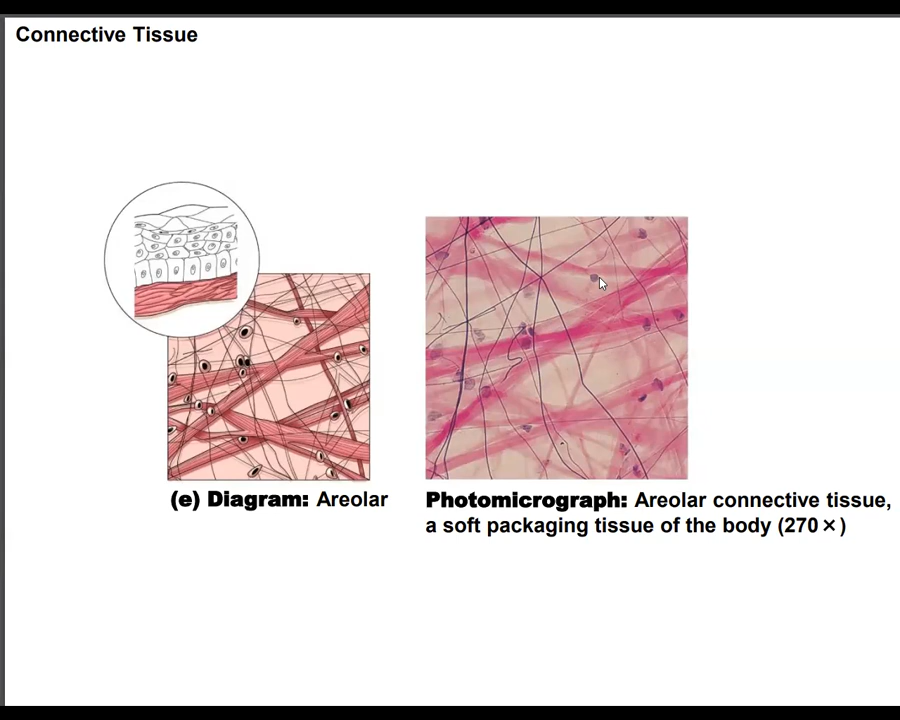 Connective Tissue
(e) Diagram: Areolar
Photomicrograph: Areolar connective tissue,
a soft packaging tissue of the body (270×)